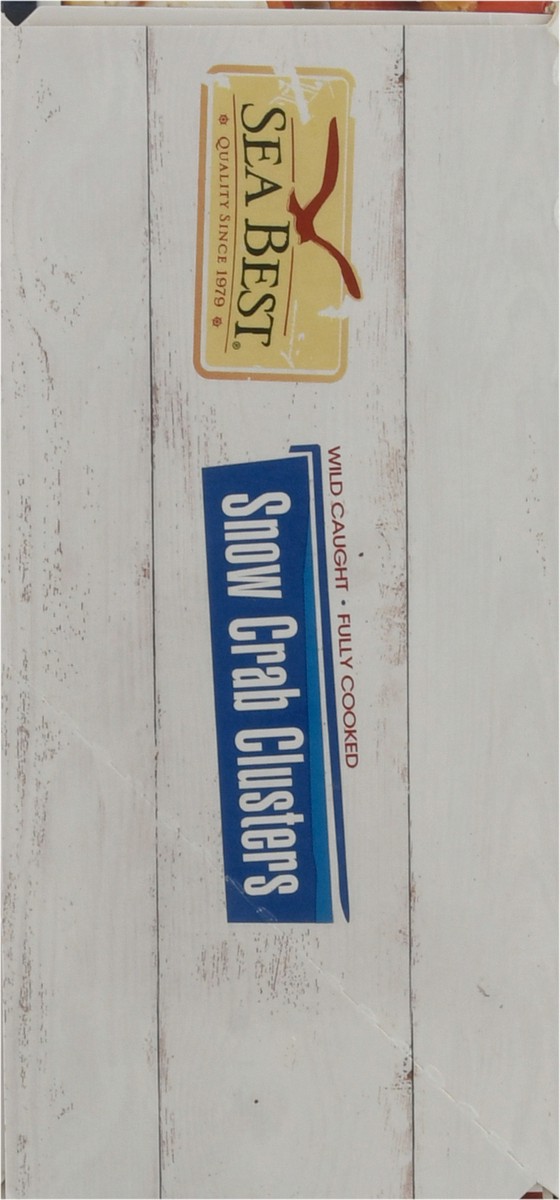 SEA BEST®
QUALITY SINCE 1979
WILD CAUGHT • FULLY COOKED
Snow Crab Clusters